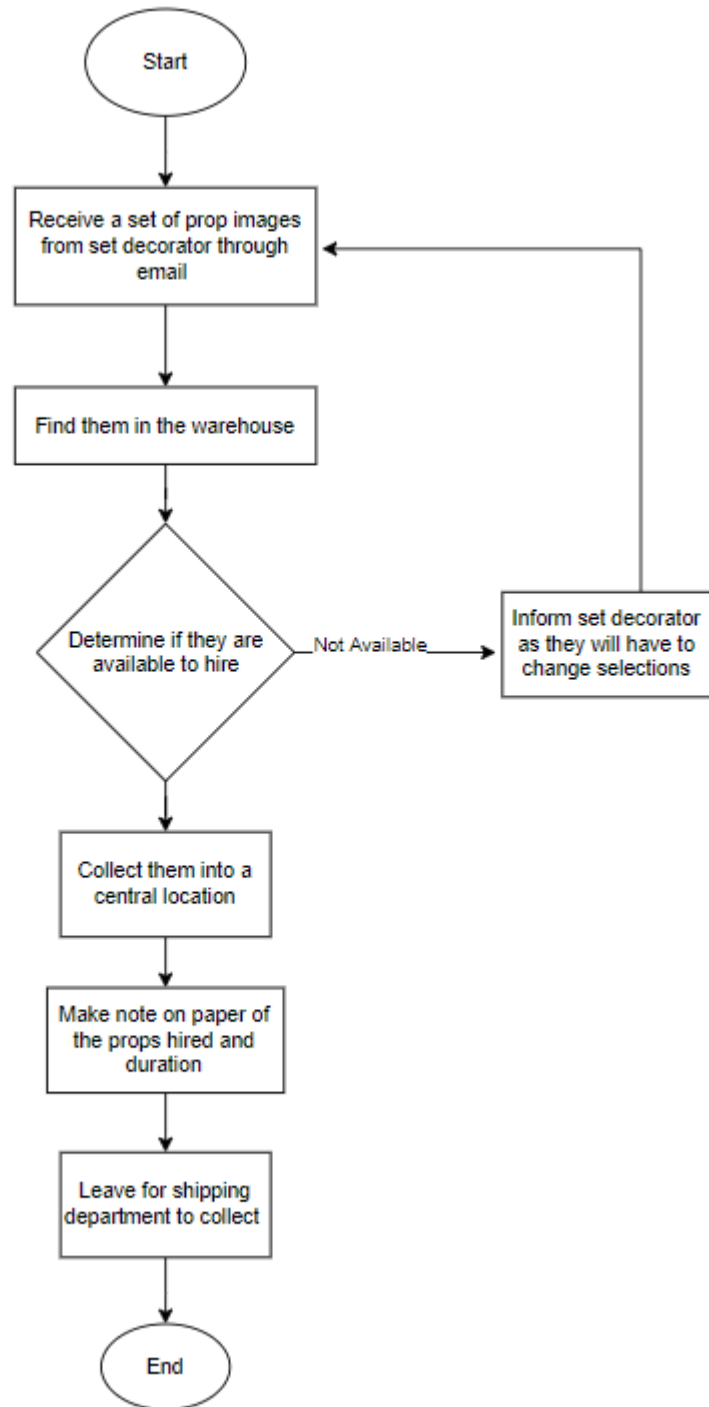 Start
Receive a set of prop images
from set decorator through
email
Find them in the warehouse
Determine if they are
available to hire
Not Available
Inform set decorator
as they will have to
change selections
Collect them into a
central location
Make note on paper of
the props hired and
duration
Leave for shipping
department to collect
End